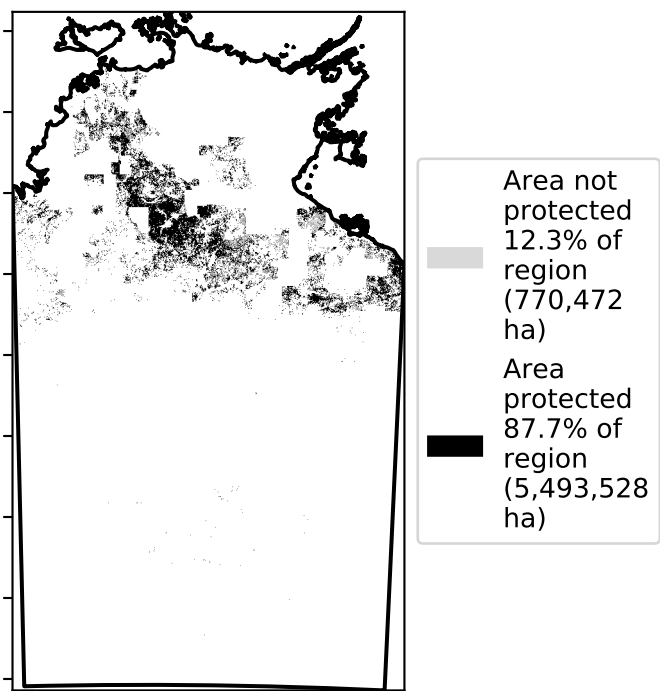 Area not
protected
12.3% of
region
(770,472
ha)
Area
protected
87.7% of
region
(5,493,528
ha)